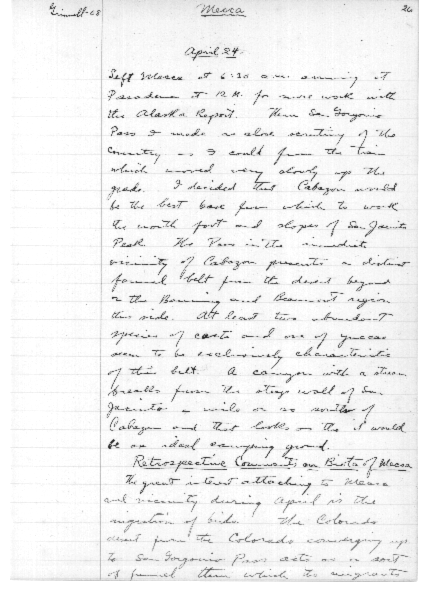 Grinnell-08
Mecca
26
April 24.
Left Mecca at 6:30 a.m. arriving at
Pasadena at 12 M. for more work with
the Alaska Report. Thru San Gorgonio
Pass I made as close scrutiny of the
country as I could from the train
which moved very slowly up the
grade. I decided that Cabazon would
be the best base from which to work
the north foot and slopes of San Jacinto
Peak. The Pass in the immediate
vicinity of Cabazon presents a distinct
faunal belt from the desert beyond
or the Banning and Beaumont region
this side. At least two abundant
species of cacti and one of yuccas
seem to be exclusively characteristic
of this belt. A canyon with a stream
breaks from the steep wall of San
Jacinto a mile or so south of
Cabazon and that looks as tho it would
be an ideal camping ground.
Retrospective Comments on Biota of Mecca
The great interest attaching to Mecca
and vicinity during April is the
migration of birds. The Colorado
desert from the Colorado converging up
to San Gorgonio Pass acts as a sort
of funnel thru which the migrants